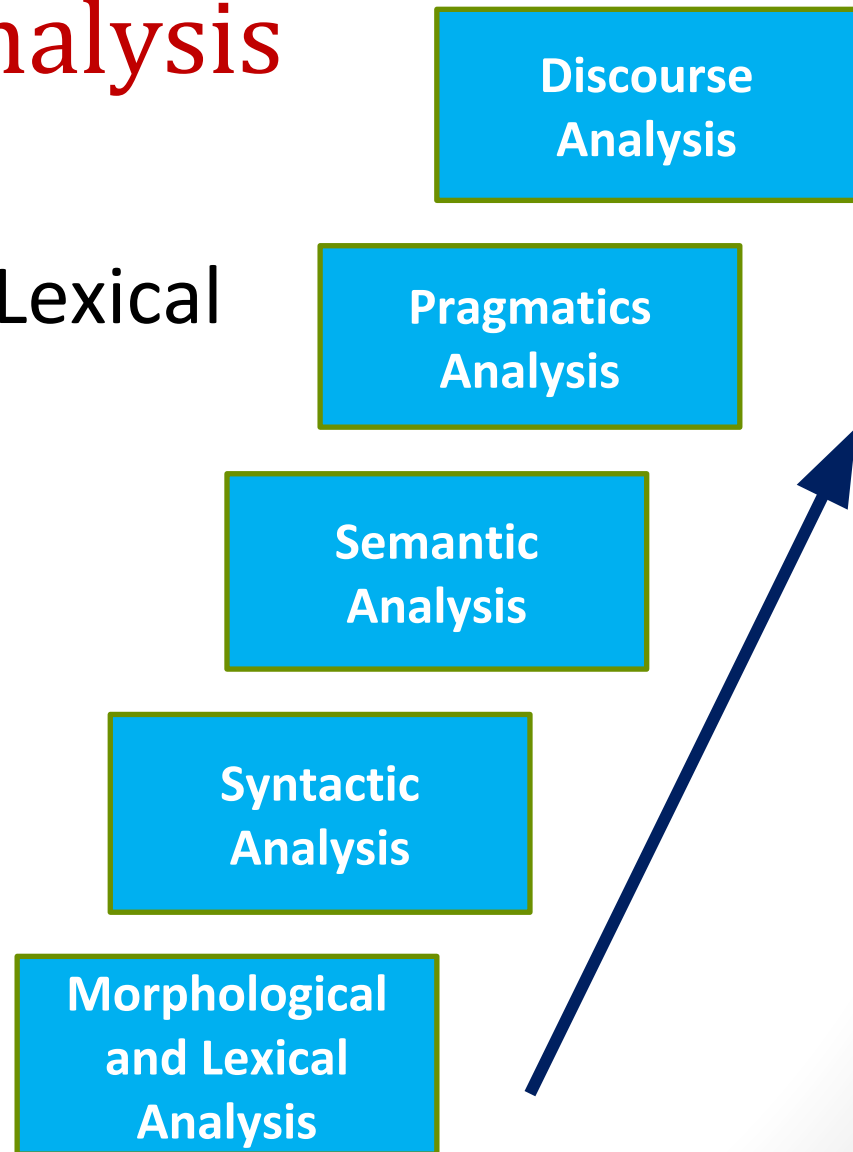 nalysis
Discourse
Analysis
Lexical
Pragmatics
Analysis
Semantic
Analysis
Syntactic
Analysis
Morphological
and Lexical
Analysis